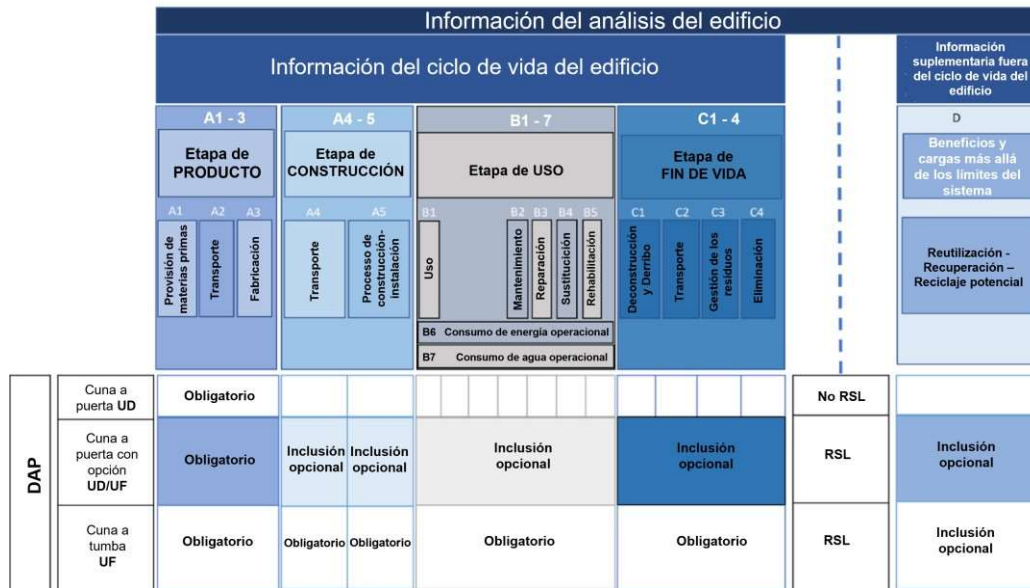 Información del análisis del edificio
Información del ciclo de vida del edificio
Información
suplementaria fuera
del ciclo de vida del
edificio
A1 - 3
A4 - 5
B1 - 7
C1 - 4
D
Etapa de
PRODUCTO
Etapa de
CONSTRUCCIÓN
Etapa de USO
Etapa de
FIN DE VIDA
Beneficios y
cargas más allá
de los límites del
sistema
A1
A2
A3
A4
A5
B1
B2
B3
B4
B5
C1
C2
C3
C4
Provisión de
materias primas
Transporte
Fabricación
Transporte
Processo de
construcción-
instalación
Uso
Mantenimiento
Reparación
Sustitucición
Rehabilitación
Deconstrucción
y Derribo
Transporte
Gestión de los
residuos
Eliminación
Reutilización -
Recuperación –
Reciclaje potencial
B6 Consumo de energía operacional
B7 Consumo de agua operacional
DAP
Cuna a
puerta UD
Obligatorio
No RSL
Cuna a
puerta con
opción
UD/UF
Obligatorio
Inclusión
opcional
Inclusión
opcional
Inclusión
opcional
Inclusión
opcional
RSL
Inclusión
opcional
Cuna a
tumba
UF
Obligatorio
Obligatorio
Obligatorio
Obligatorio
Obligatorio
RSL
Inclusión
opcional